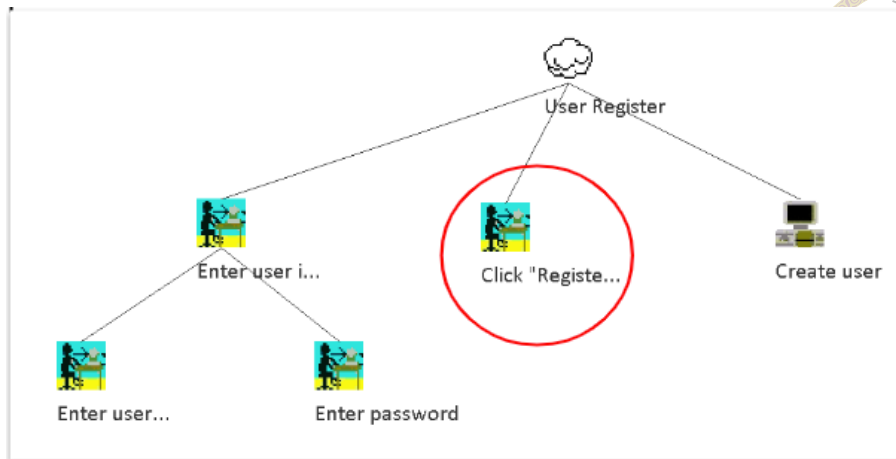 User Register
Enter user i...
Click "Registe...
Create user
Enter user...
Enter password